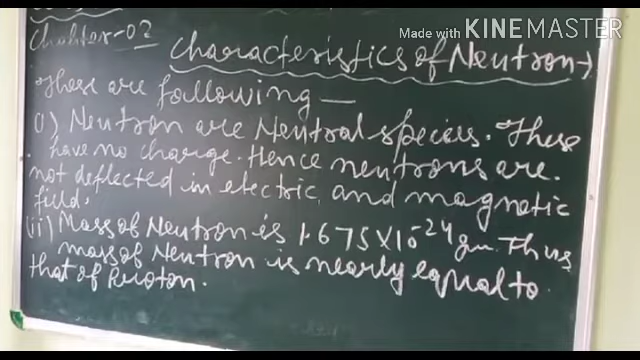 Made with KINEMASTER
Chapter-02
Characteristics of Neutron→
These are following —
(i) Neutron are Neutral species. These
have no charge. Hence neutrons are.
not deflected in electric and magnetic
field.
(ii) Mass of Neutron is 1.675×10⁻²⁴ gm. Thus
mass of Neutron is nearly equal to
that of Proton.